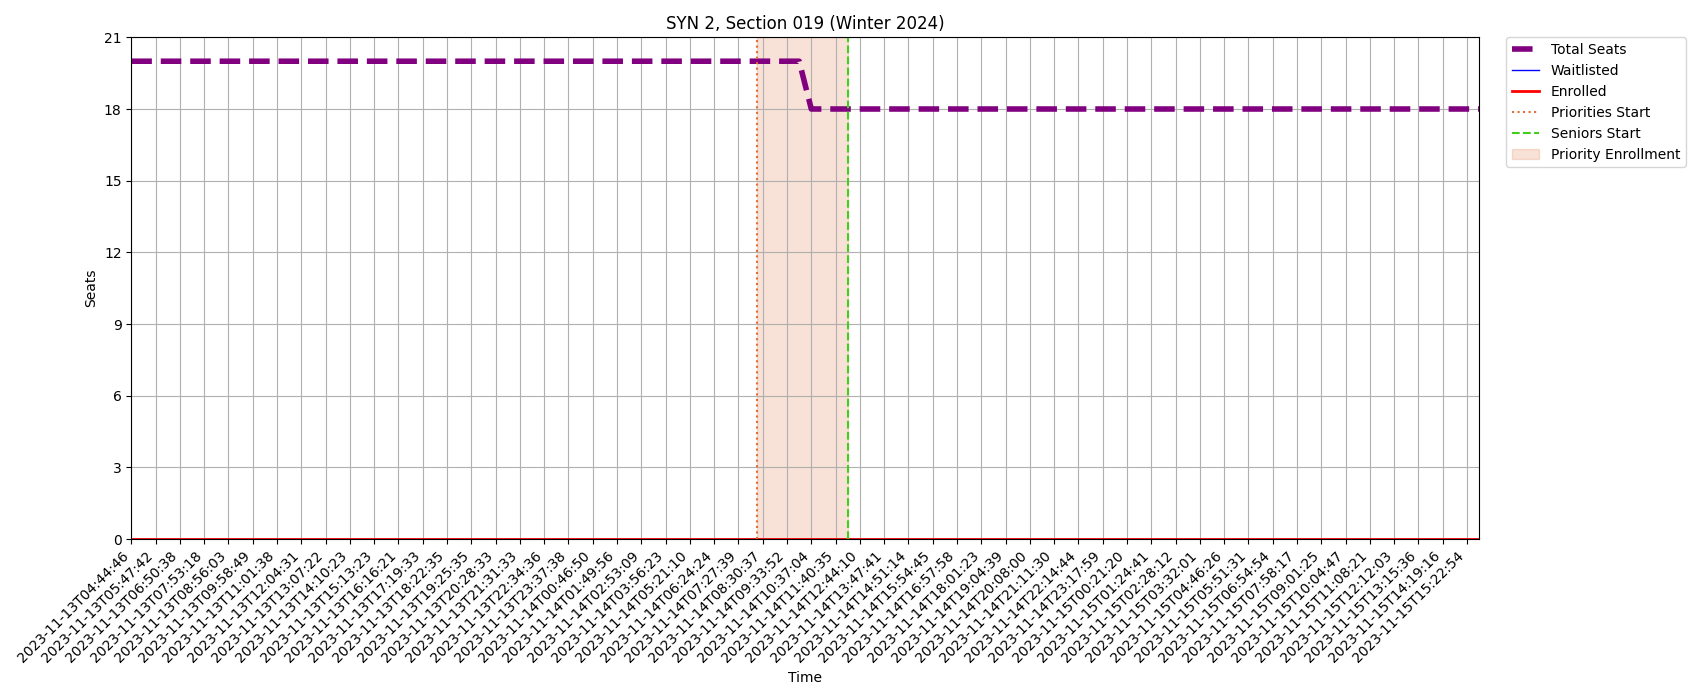 SYN 2, Section 019 (Winter 2024)
21
18
15
12
9
6
3
0
Seats
Total Seats
Waitlisted
Enrolled
Priorities Start
Seniors Start
Priority Enrollment
2023-11-13T04:44:46
2023-11-13T05:47:42
2023-11-13T06:50:38
2023-11-13T07:53:18
2023-11-13T08:56:03
2023-11-13T09:58:49
2023-11-13T11:01:38
2023-11-13T12:04:31
2023-11-13T13:07:22
2023-11-13T14:10:23
2023-11-13T15:13:23
2023-11-13T16:16:21
2023-11-13T17:19:33
2023-11-13T18:22:35
2023-11-13T19:25:35
2023-11-13T20:28:33
2023-11-13T21:31:33
2023-11-13T22:34:36
2023-11-13T23:37:38
2023-11-14T00:46:50
2023-11-14T01:49:56
2023-11-14T02:53:09
2023-11-14T03:56:23
2023-11-14T05:21:10
2023-11-14T06:24:24
2023-11-14T07:27:39
2023-11-14T08:30:37
2023-11-14T09:33:52
2023-11-14T10:37:04
2023-11-14T11:40:35
2023-11-14T12:44:10
2023-11-14T13:47:41
2023-11-14T14:51:14
2023-11-14T15:54:45
2023-11-14T16:57:58
2023-11-14T18:01:23
2023-11-14T19:04:39
2023-11-14T20:08:00
2023-11-14T21:11:30
2023-11-14T22:14:44
2023-11-14T23:17:59
2023-11-15T00:21:20
2023-11-15T01:24:41
2023-11-15T02:28:12
2023-11-15T03:32:01
2023-11-15T04:46:26
2023-11-15T05:51:31
2023-11-15T06:54:54
2023-11-15T07:58:17
2023-11-15T09:01:25
2023-11-15T10:04:47
2023-11-15T11:08:21
2023-11-15T12:12:03
2023-11-15T13:15:36
2023-11-15T14:19:16
2023-11-15T15:22:54
Time